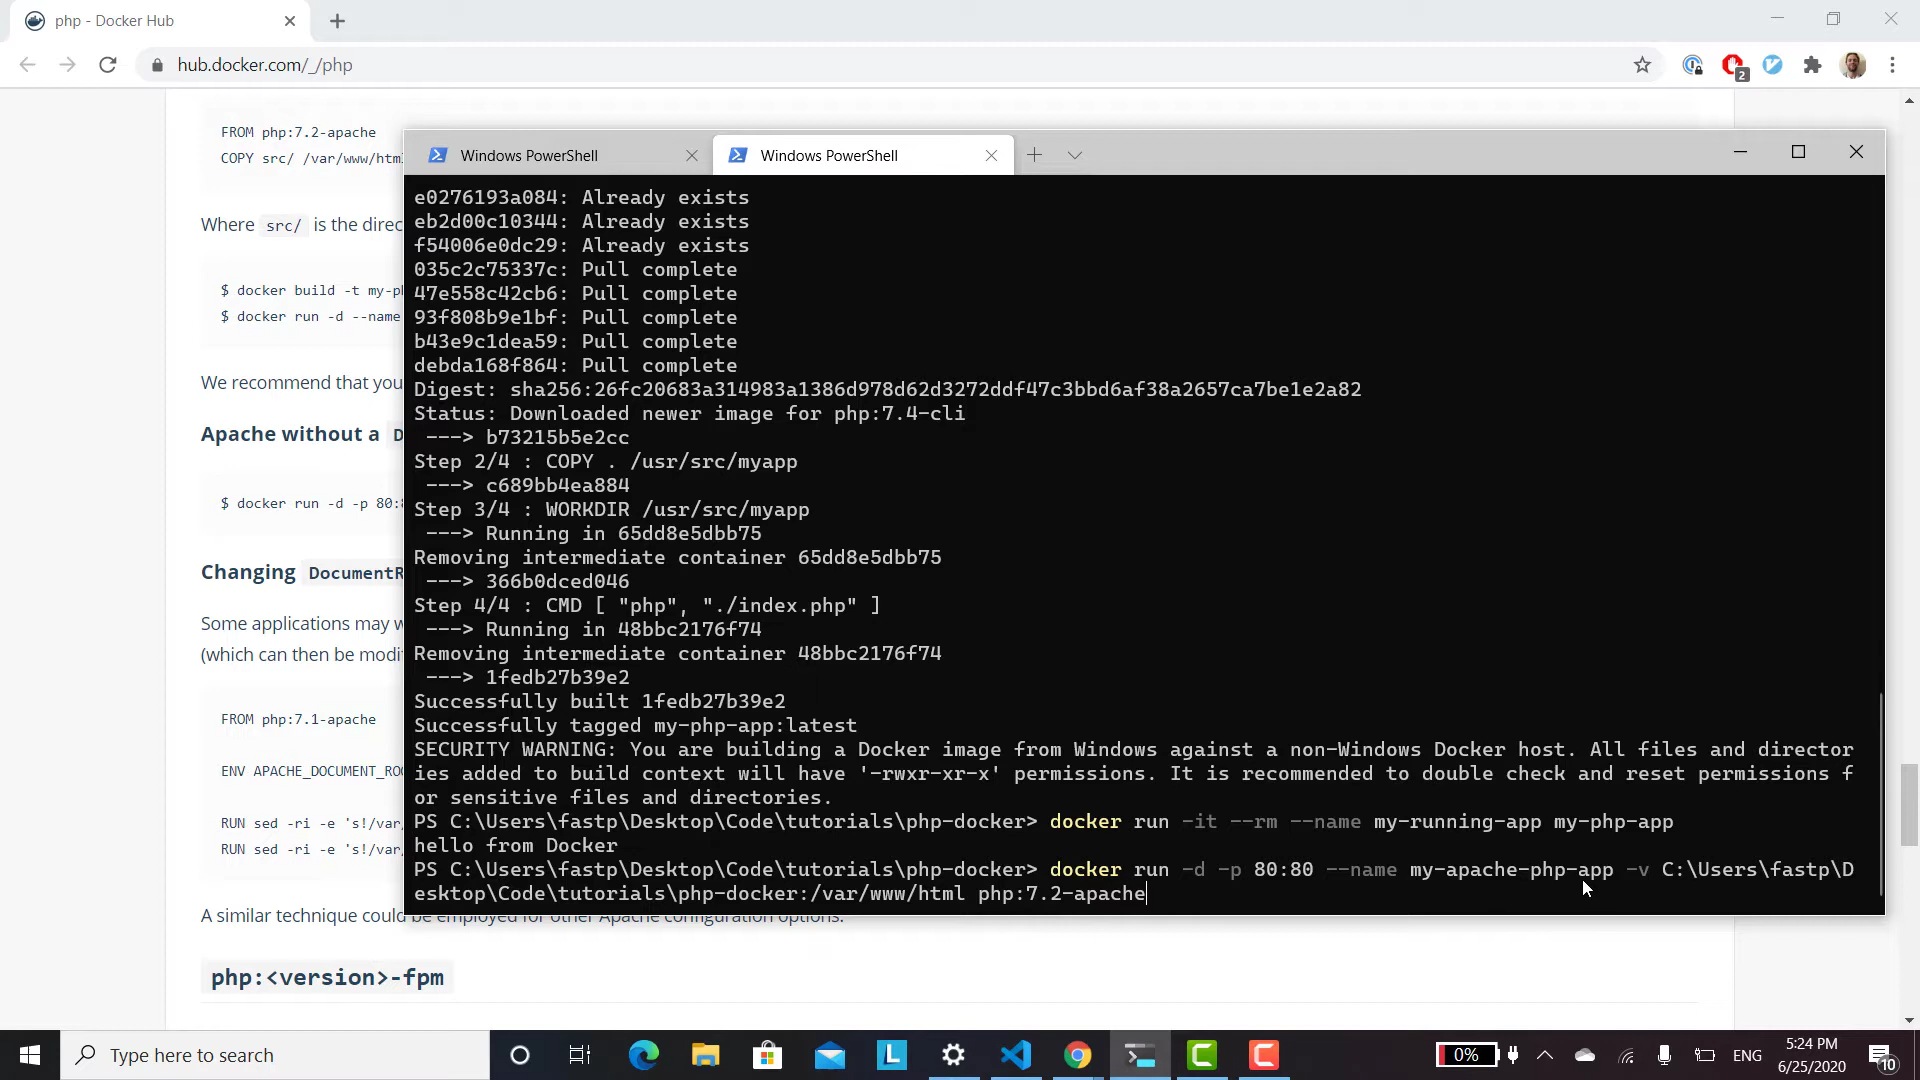 php - Docker Hub
hub.docker.com/_/php
2
FROM php:7.2-apache
COPY src/ /var/www/html
Where src/ is the direc
$ docker build -t my-ph
$ docker run -d --name
We recommend that you
Apache without a D
$ docker run -d -p 80:8
Changing DocumentR
Some applications may w
(which can then be modi
FROM php:7.1-apache
ENV APACHE_DOCUMENT_ROO
RUN sed -ri -e 's!/var/
RUN sed -ri -e 's!/var/
A similar technique could be employed for other Apache configuration options.
php:<version>-fpm
Windows PowerShell
Windows PowerShell
e0276193a084: Already exists
eb2d00c10344: Already exists
f54006e0dc29: Already exists
035c2c75337c: Pull complete
47e558c42cb6: Pull complete
93f808b9e1bf: Pull complete
b43e9c1dea59: Pull complete
debda168f864: Pull complete
Digest: sha256:26fc20683a314983a1386d978d62d3272ddf47c3bbd6af38a2657ca7be1e2a82
Status: Downloaded newer image for php:7.4-cli
---> b73215b5e2cc
Step 2/4 : COPY . /usr/src/myapp
---> c689bb4ea884
Step 3/4 : WORKDIR /usr/src/myapp
---> Running in 65dd8e5dbb75
Removing intermediate container 65dd8e5dbb75
---> 366b0dced046
Step 4/4 : CMD [ "php", "./index.php" ]
---> Running in 48bbc2176f74
Removing intermediate container 48bbc2176f74
---> 1fedb27b39e2
Successfully built 1fedb27b39e2
Successfully tagged my-php-app:latest
SECURITY WARNING: You are building a Docker image from Windows against a non-Windows Docker host. All files and director
ies added to build context will have '-rwxr-xr-x' permissions. It is recommended to double check and reset permissions f
or sensitive files and directories.
PS C:\Users\fastp\Desktop\Code\tutorials\php-docker> docker run -it --rm --name my-running-app my-php-app
hello from Docker
PS C:\Users\fastp\Desktop\Code\tutorials\php-docker> docker run -d -p 80:80 --name my-apache-php-app -v C:\Users\fastp\D
esktop\Code\tutorials\php-docker:/var/www/html php:7.2-apache
Type here to search
L
0%
ENG
5:24 PM
6/25/2020
10